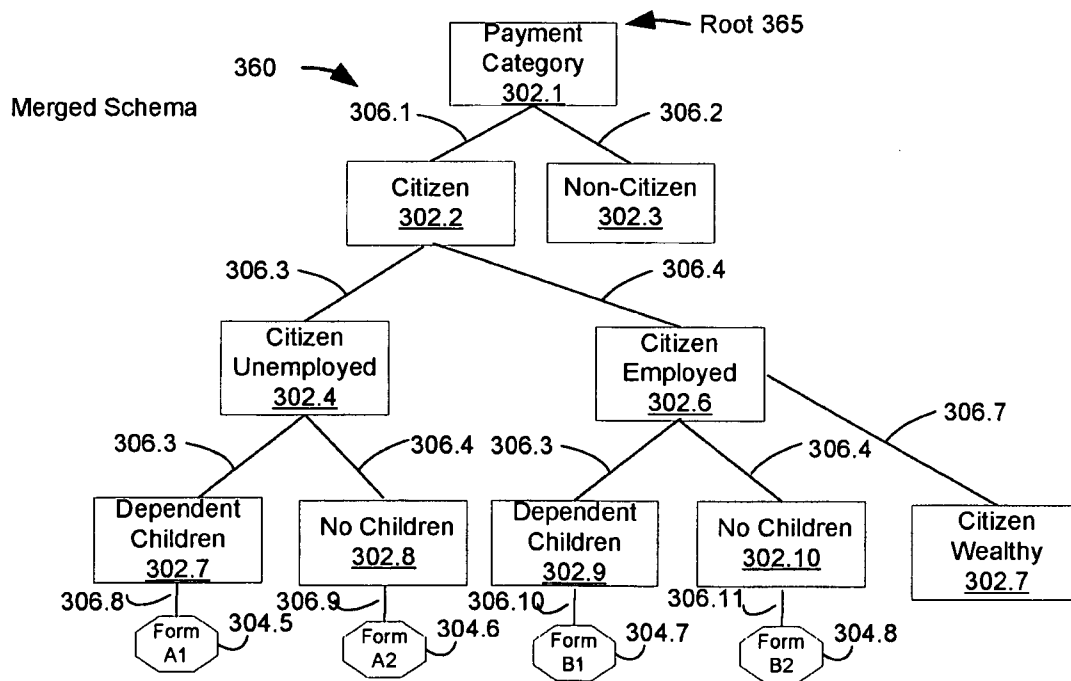 Root 365
Payment
Category
302.1
360
Merged Schema
306.1
306.2
Citizen
302.2
Non-Citizen
302.3
306.3
306.4
Citizen
Unemployed
302.4
Citizen
Employed
302.6
306.7
306.3
306.4
306.3
306.4
Dependent
Children
302.7
No Children
302.8
Dependent
Children
302.9
No Children
302.10
Citizen
Wealthy
302.7
306.8
306.9
306.10
306.11
Form
A1
304.5
Form
A2
304.6
Form
B1
304.7
Form
B2
304.8